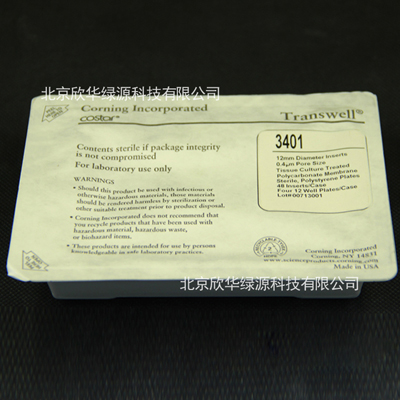 北京欣华绿源科技有限公司
Corning Incorporated
COSTAR
Transwell®
Contents sterile if package integrity
is not compromised
For laboratory use only
WARNINGS:
• Should this product be used with infectious or
otherwise hazardous materials, those materials
should be rendered harmless by sterilization or
other suitable treatment prior to product disposal.
• Corning Incorporated does not recommend that
you recycle products that have been used with
hazardous material, hazardous waste,
or biohazard items.
• These products are intended for use by persons
knowledgeable in safe laboratory practices.
3401
12mm Diameter Inserts
0.4µm Pore Size
Tissue Culture Treated
Polycarbonate Membrane
Sterile, Polystyrene Plates
48 Inserts/Case
Four 12 Well Plates/Case
Lot#00713001
Corning Incorporated
Corning, NY 14831
Made in USA
北京欣华绿源科技有限公司